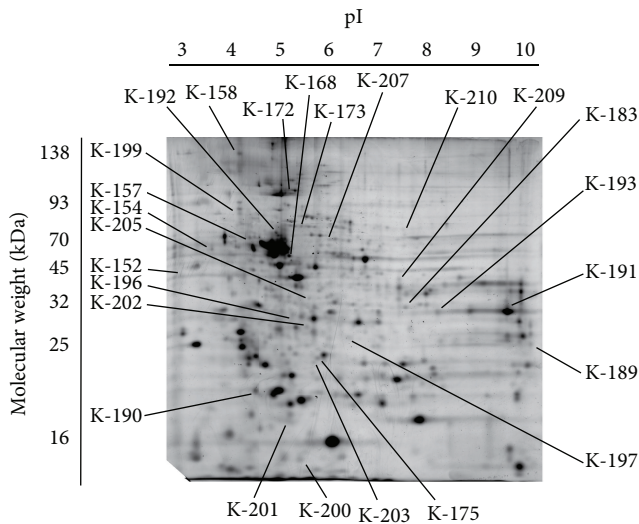 pI
3 4 5 6 7 8 9 10
K-207
K-168
K-158
K-192
K-172
K-173
K-210
K-209
K-183
K-199
K-193
K-157
K-154
K-205
K-152
K-196
K-202
K-191
K-189
K-190
K-197
K-201
K-200
K-203
K-175
Molecular weight (kDa)
138
93
70
45
32
25
16